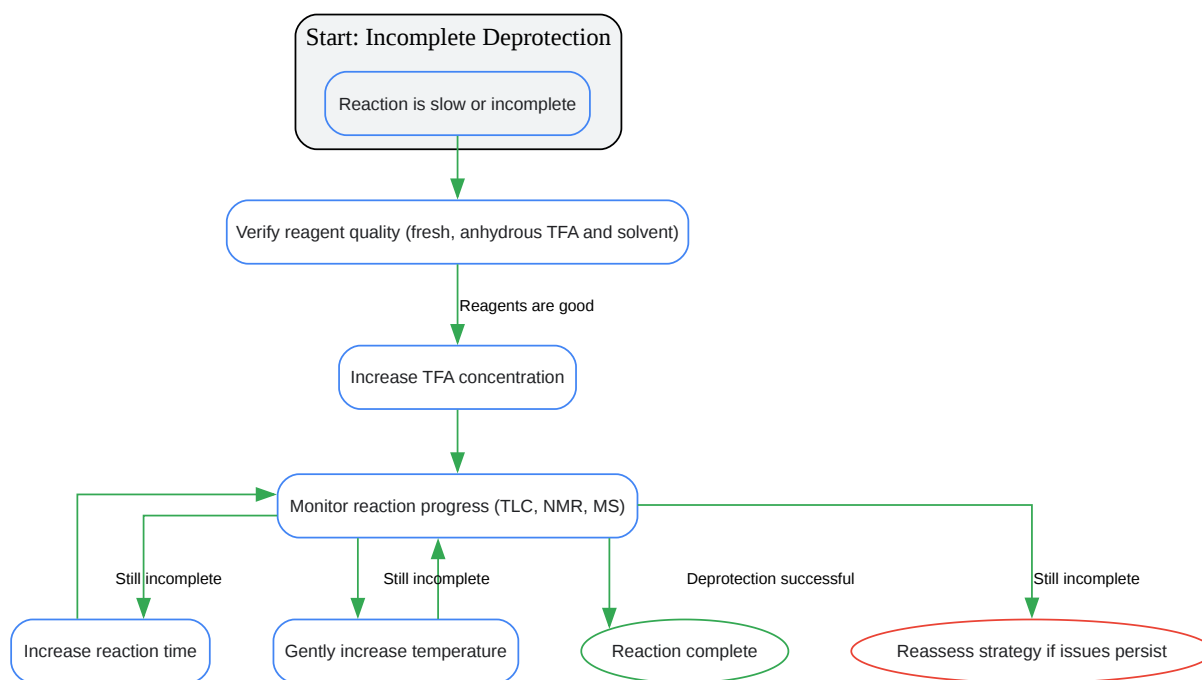 Start: Incomplete Deprotection
Reaction is slow or incomplete
Verify reagent quality (fresh, anhydrous TFA and solvent)
Reagents are good
Increase TFA concentration
Monitor reaction progress (TLC, NMR, MS)
Still incomplete
Still incomplete
Deprotection successful
Still incomplete
Increase reaction time
Gently increase temperature
Reaction complete
Reassess strategy if issues persist